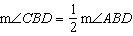 m∠CBD = 1/2 m∠ABD